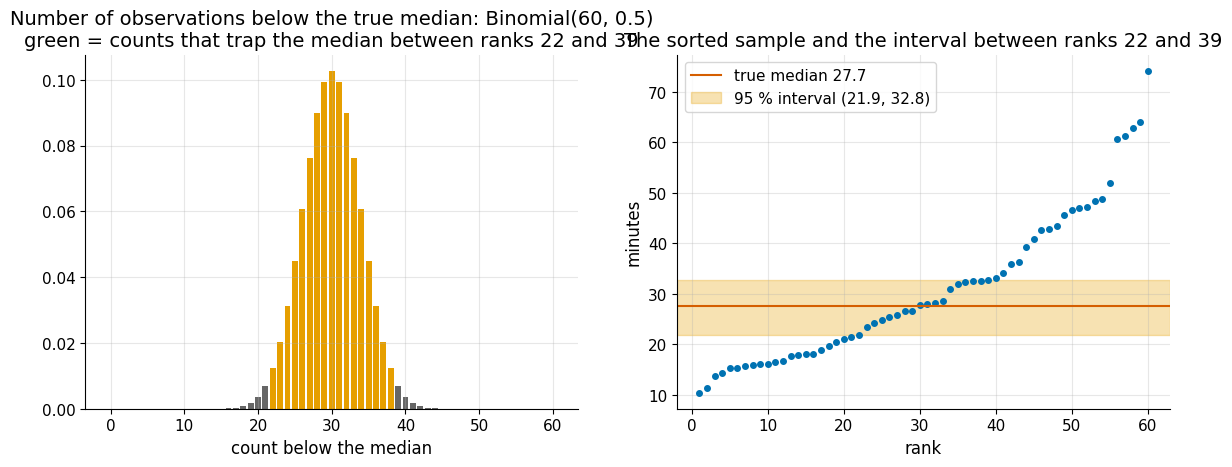 Number of observations below the true median: Binomial(60, 0.5)
green = counts that trap the median between ranks 22 and 39
0.10
0.08
0.06
0.04
0.02
0.00
0 10 20 30 40 50 60
count below the median
The sorted sample and the interval between ranks 22 and 39
true median 27.7
95 % interval (21.9, 32.8)
minutes
70
60
50
40
30
20
10
0 10 20 30 40 50 60
rank